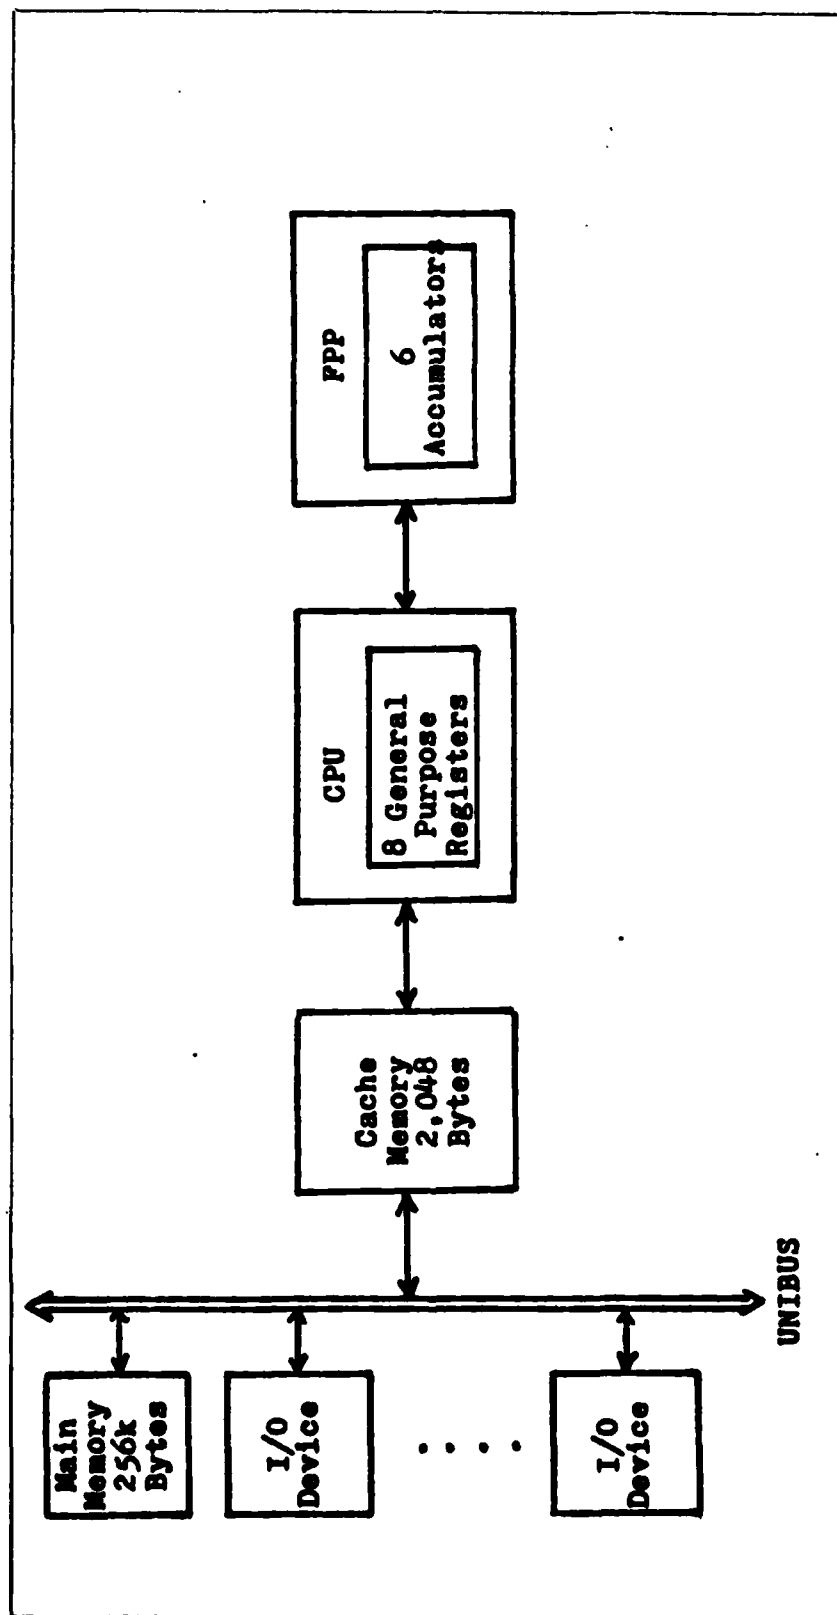 Main
Memory
256k
Bytes
I/O
Device
I/O
Device
UNIBUS
Cache
Memory
2,048
Bytes
CPU
8 General
Purpose
Registers
FPP
6
Accumulators